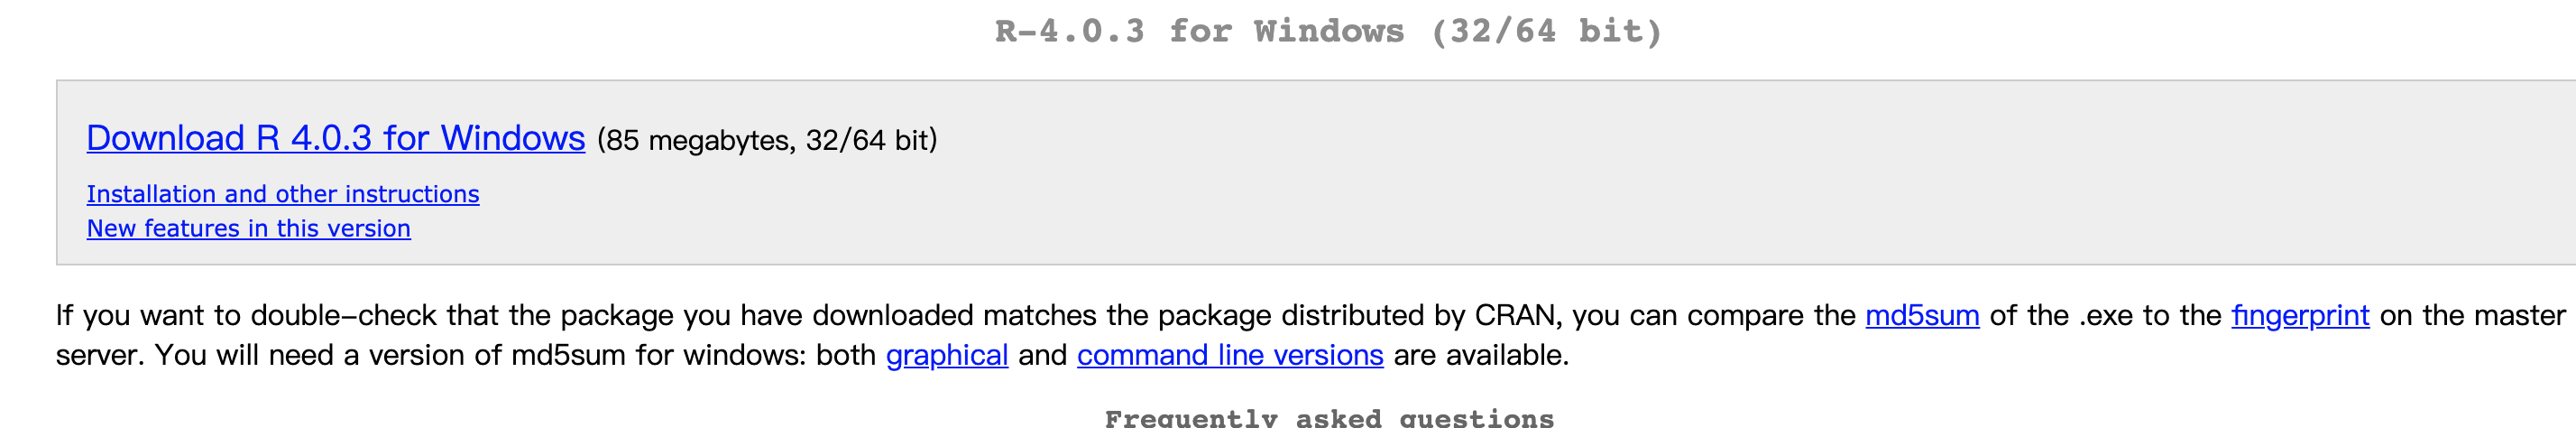 R-4.0.3 for Windows (32/64 bit)
Download R 4.0.3 for Windows (85 megabytes, 32/64 bit)
Installation and other instructions
New features in this version
If you want to double-check that the package you have downloaded matches the package distributed by CRAN, you can compare the md5sum of the .exe to the fingerprint on the master
server. You will need a version of md5sum for windows: both graphical and command line versions are available.
Frequently asked questions